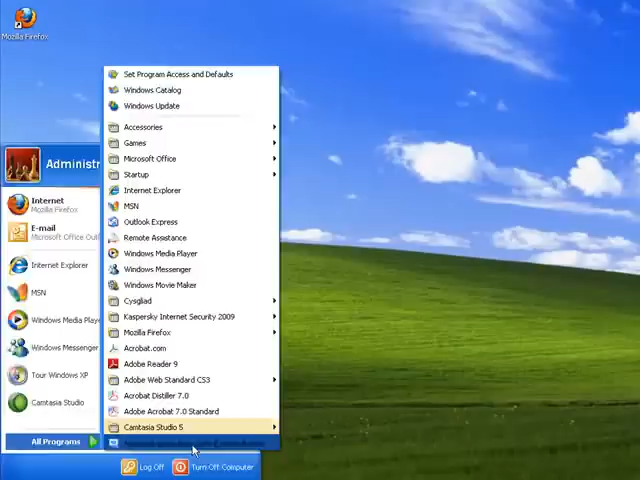 Mozilla Firefox
Set Program Access and Defaults
Windows Catalog
Windows Update
Accessories
Games
Microsoft Office
Startup
Internet Explorer
MSN
Outlook Express
Remote Assistance
Windows Media Player
Windows Messenger
Windows Movie Maker
Cysgliad
Kaspersky Internet Security 2009
Mozilla Firefox
Acrobat.com
Adobe Reader 9
Adobe Web Standard CS3
Acrobat Distiller 7.0
Adobe Acrobat 7.0 Standard
Camtasia Studio 5
Administr
Internet
Mozilla Firefox
E-mail
Microsoft Office Outl
Internet Explorer
MSN
Windows Media Playe
Windows Messenger
Tour Windows XP
Camtasia Studio
All Programs
Log Off
Turn Off Computer